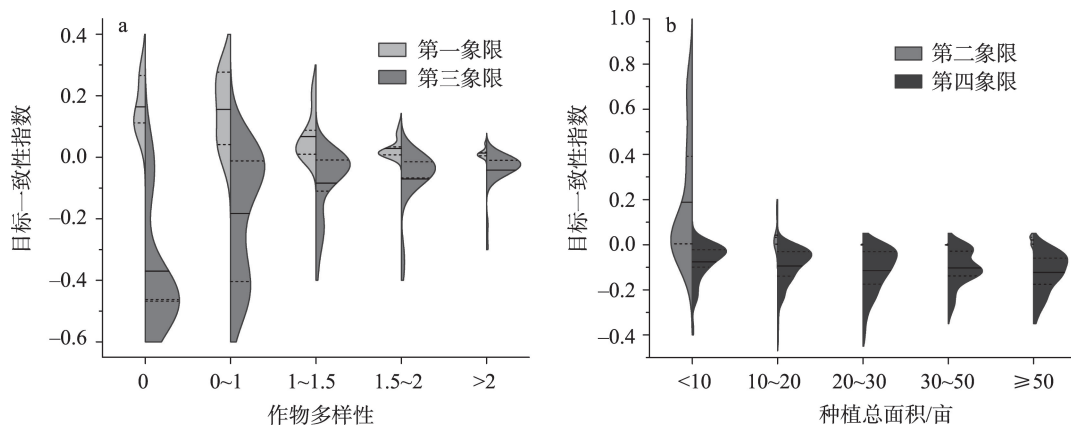 a
0.4
0.2
0.0
–0.2
–0.4
–0.6
目标一致性指数
第一象限
第三象限
0
0~1
1~1.5
1.5~2
>2
作物多样性
b
1.0
0.8
0.6
0.4
0.2
0.0
–0.2
–0.4
目标一致性指数
第二象限
第四象限
<10
10~20
20~30
30~50
⩾50
种植总面积/亩